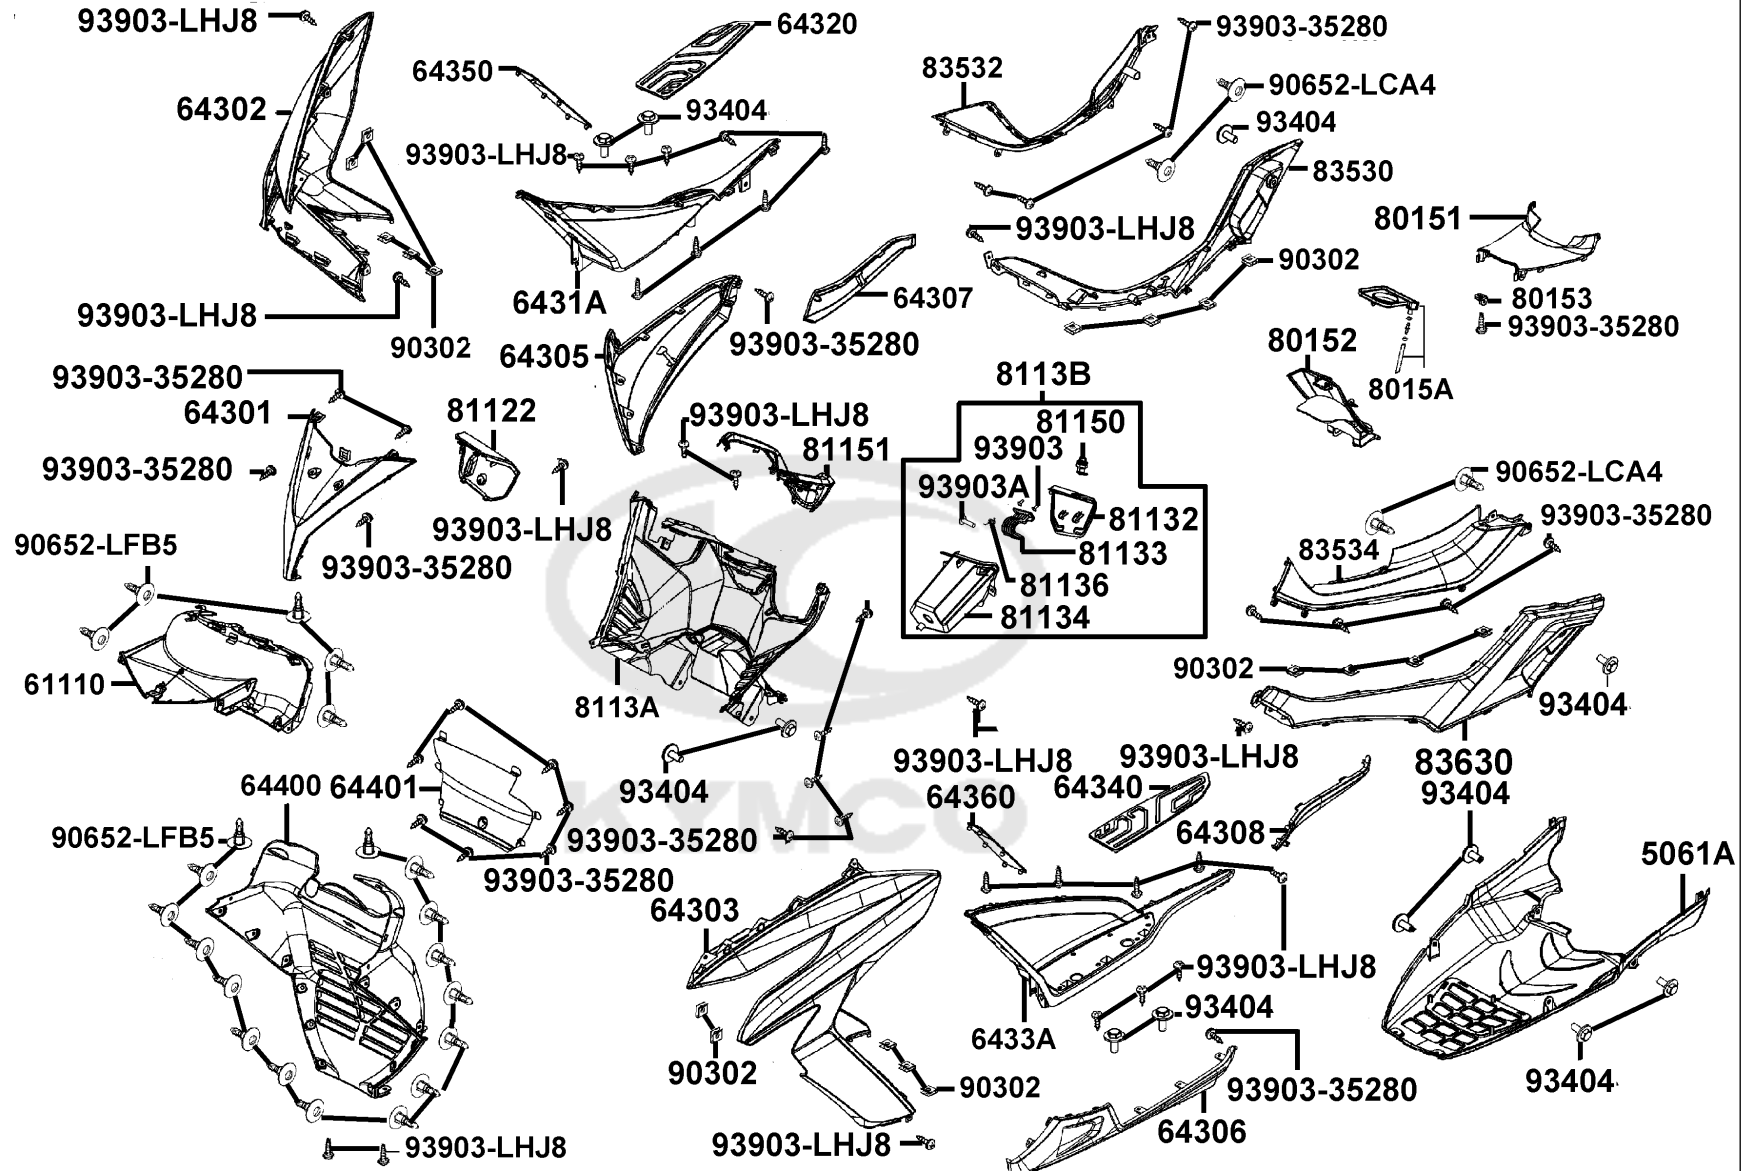 93903-LHJ8
64320
93903-35280
64350
83532
90652-LCA4
64302
93404
93404
93903-LHJ8
83530
80151
93903-LHJ8
90302
6431A
64307
80153
93903-LHJ8
93903-35280
90302
64305
93903-35280
80152
8113B
93903-35280
8015A
64301
81122
93903-LHJ8
81150
81151
93903
93903-35280
93903A
90652-LCA4
93903-LHJ8
81132
93903-35280
90652-LFB5
81133
83534
93903-35280
81136
81134
90302
61110
8113A
93404
93903-LHJ8
93903-LHJ8
83630
64400
64401
93404
64360
64340
93404
KYMCO
90652-LFB5
93903-35280
64308
5061A
93903-35280
64303
93903-LHJ8
93404
6433A
90302
90302
93903-35280
93404
64306
93903-LHJ8
93903-LHJ8